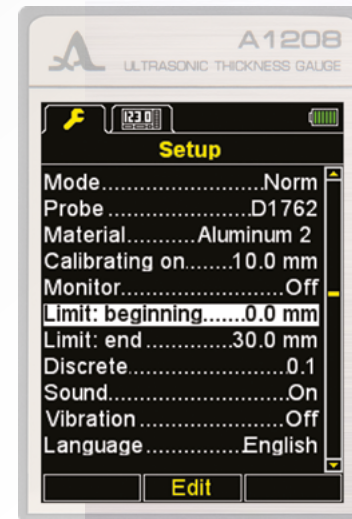 A1208
ULTRASONIC THICKNESS GAUGE
123.0
Setup
Mode..........................Norm
Probe .......................D1762
Material...........Aluminum 2
Calibrating on.......10.0 mm
Monitor...........................Off
Limit: beginning.......0.0 mm
Limit: end ..............30.0 mm
Discrete.........................0.1
Sound............................On
Vibration ........................Off
Language................English
Edit